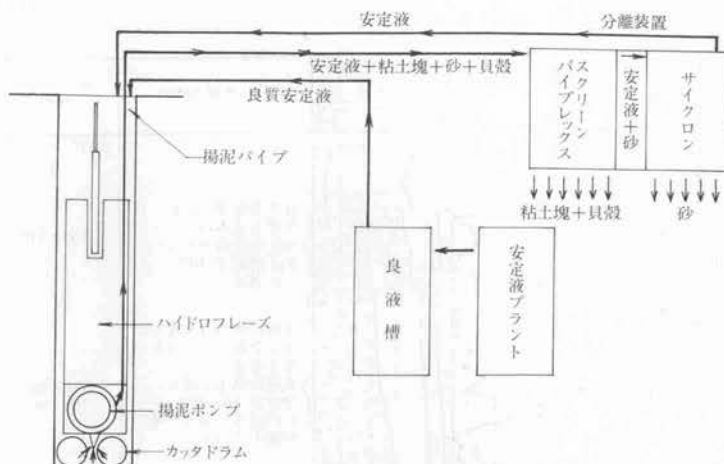 安定液
分離装置
安定液+粘土塊+砂+貝殻
良質安定液
揚泥パイプ
スクリーン
バイブレックス
安定液+砂
サイクロン
粘土塊+貝殻
砂
良液槽
安定液プラント
ハイドロフレーズ
揚泥ポンプ
カッタドラム